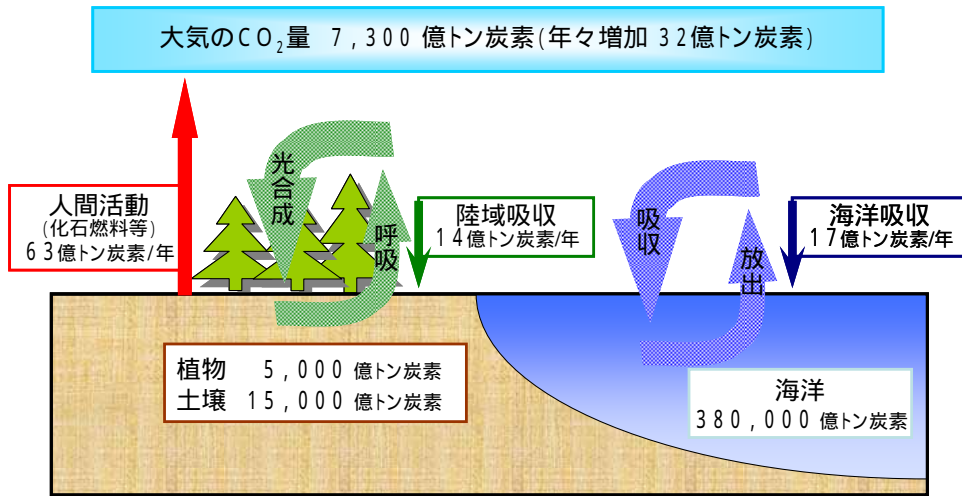 大気のCO₂量 7,300 億トン炭素(年々増加 32億トン炭素)
人間活動
(化石燃料等)
63億トン炭素/年
光合成
呼吸
陸域吸収
14億トン炭素/年
吸収
放出
海洋吸収
17億トン炭素/年
植物 5,000 億トン炭素
土壌 15,000 億トン炭素
海洋
380,000 億トン炭素